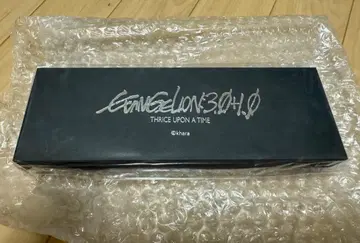 EVANGELION:3.0+1.0
THRICE UPON A TIME
©khara